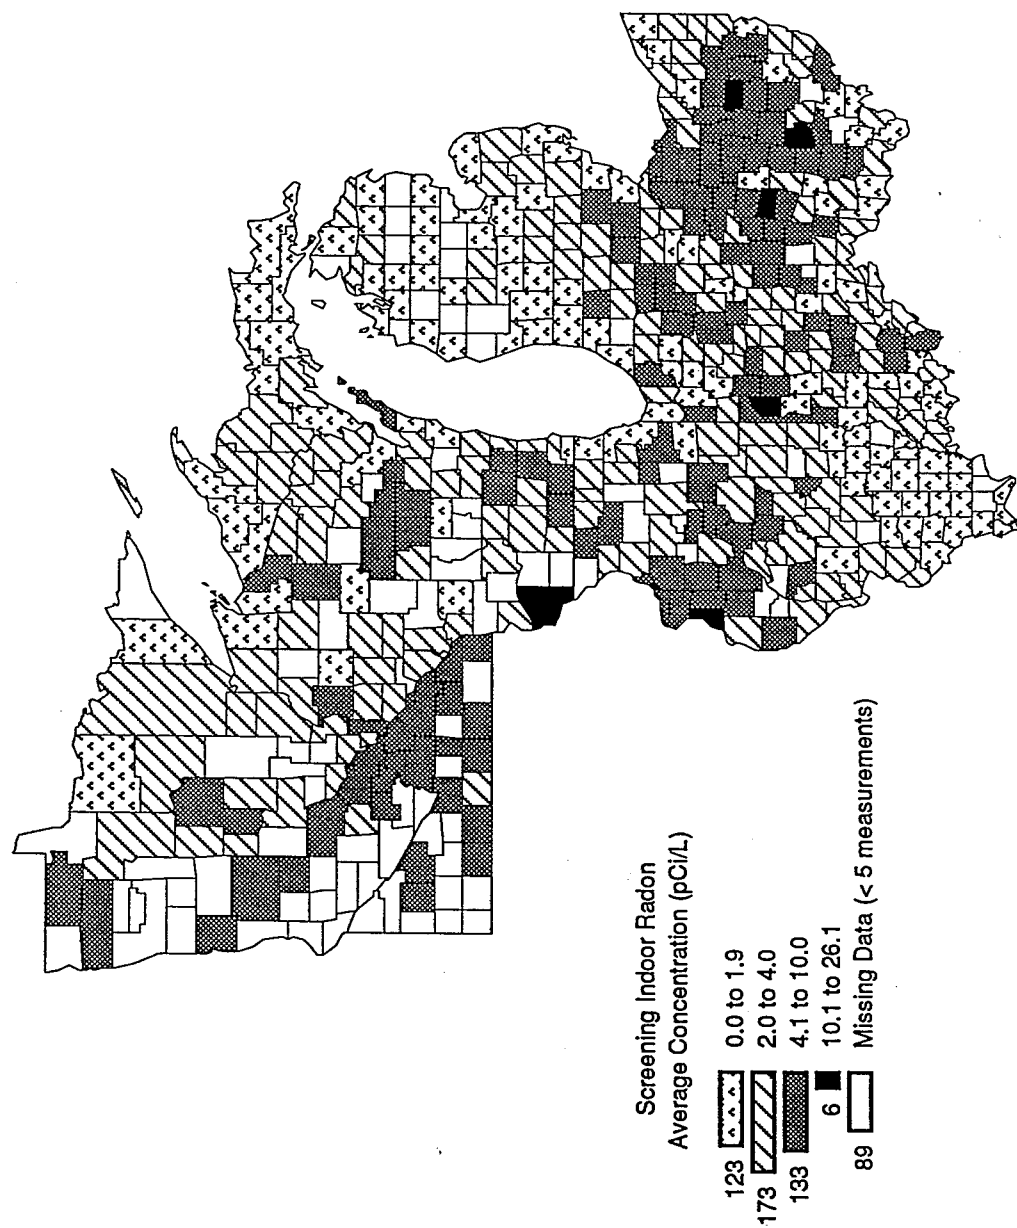 Screening Indoor Radon
Average Concentration (pCi/L)
123 0.0 to 1.9
173 2.0 to 4.0
133 4.1 to 10.0
6 10.1 to 26.1
89 Missing Data (< 5 measurements)